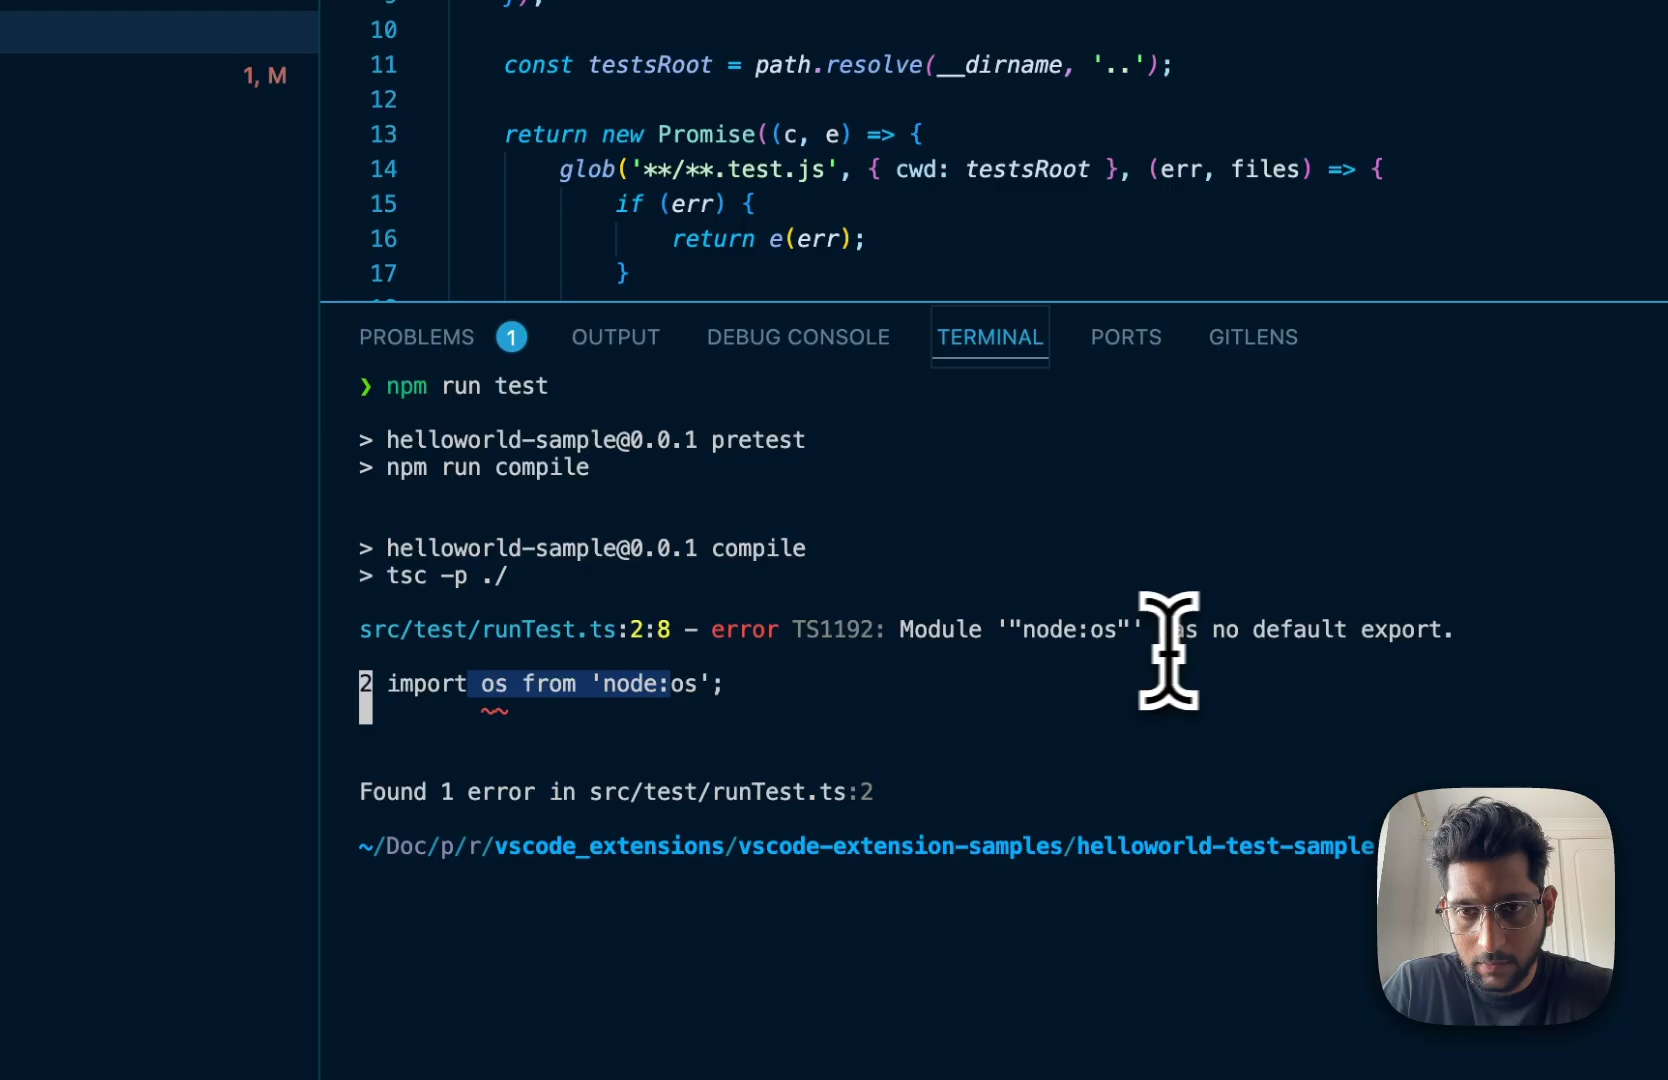 1, M
10
11 const testsRoot = path.resolve(__dirname, '..');
12
13 return new Promise((c, e) => {
14 glob('**/**.test.js', { cwd: testsRoot }, (err, files) => {
15 if (err) {
16 return e(err);
17 }
PROBLEMS 1 OUTPUT DEBUG CONSOLE TERMINAL PORTS GITLENS
❯ npm run test
> helloworld-sample@0.0.1 pretest
> npm run compile
> helloworld-sample@0.0.1 compile
> tsc -p ./
src/test/runTest.ts:2:8 - error TS1192: Module '"node:os"' as no default export.
2 import os from 'node:os';
~~
Found 1 error in src/test/runTest.ts:2
~/Doc/p/r/vscode_extensions/vscode-extension-samples/helloworld-test-sample